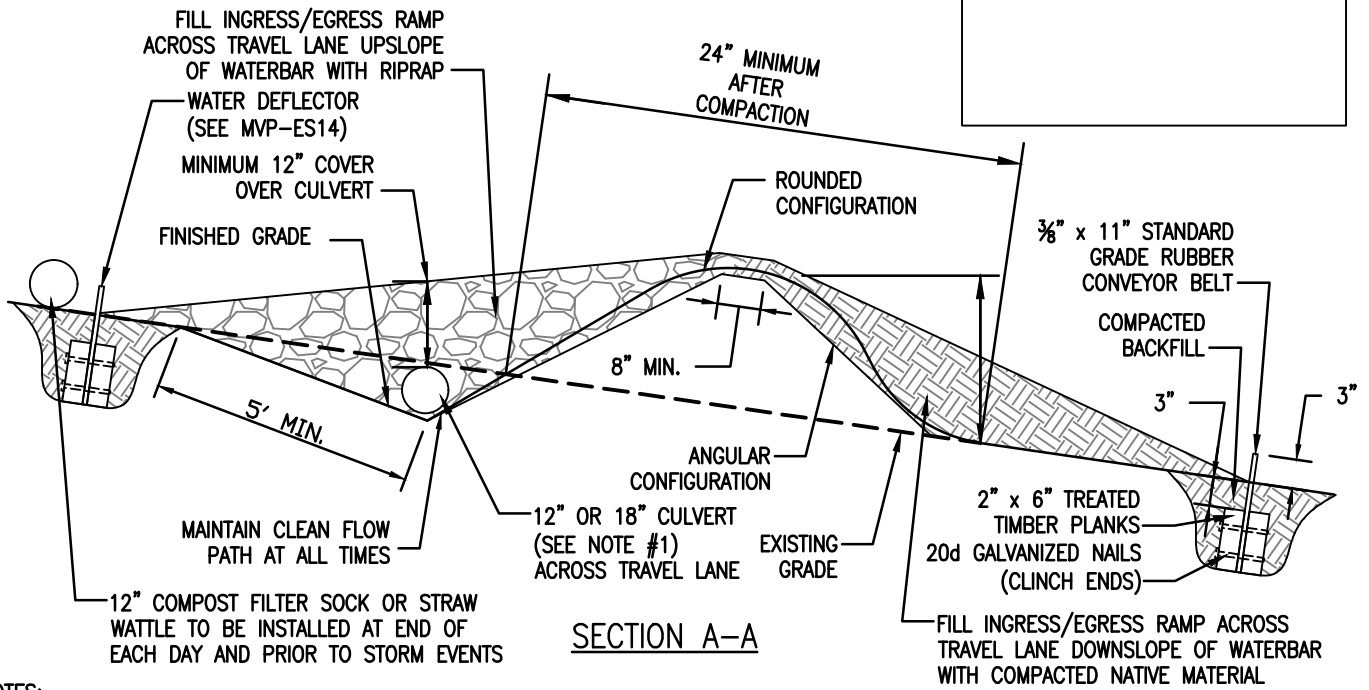 FILL INGRESS/EGRESS RAMP
ACROSS TRAVEL LANE UPSLOPE
OF WATERBAR WITH RIPRAP
WATER DEFLECTOR
(SEE MVP-ES14)
MINIMUM 12" COVER
OVER CULVERT
FINISHED GRADE
24" MINIMUM
AFTER
COMPACTION
ROUNDED
CONFIGURATION
⅜" x 11" STANDARD
GRADE RUBBER
CONVEYOR BELT
COMPACTED
BACKFILL
3"
3"
8" MIN.
5' MIN.
ANGULAR
CONFIGURATION
MAINTAIN CLEAN FLOW
PATH AT ALL TIMES
12" OR 18" CULVERT
(SEE NOTE #1)
ACROSS TRAVEL LANE
EXISTING
GRADE
2" x 6" TREATED
TIMBER PLANKS
20d GALVANIZED NAILS
(CLINCH ENDS)
12" COMPOST FILTER SOCK OR STRAW
WATTLE TO BE INSTALLED AT END OF
EACH DAY AND PRIOR TO STORM EVENTS
SECTION A-A
FILL INGRESS/EGRESS RAMP ACROSS
TRAVEL LANE DOWNSLOPE OF WATERBAR
WITH COMPACTED NATIVE MATERIAL